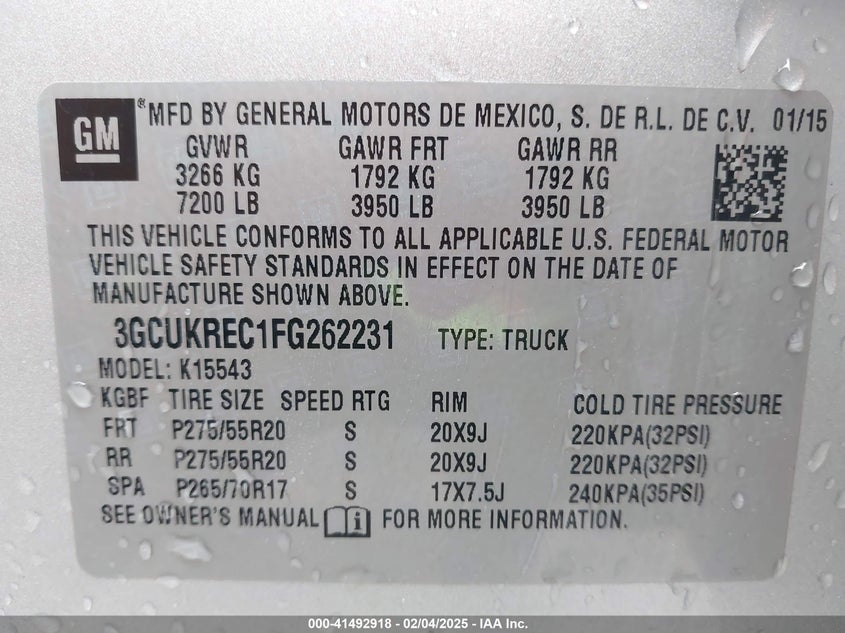 GM
®MFD BY GENERAL MOTORS DE MEXICO, S. DE R.L. DE C.V. 01/15
GVWR GAWR FRT GAWR RR
3266 KG 1792 KG 1792 KG
7200 LB 3950 LB 3950 LB
THIS VEHICLE CONFORMS TO ALL APPLICABLE U.S. FEDERAL MOTOR
VEHICLE SAFETY STANDARDS IN EFFECT ON THE DATE OF
MANUFACTURE SHOWN ABOVE.
3GCUKREC1FG262231 TYPE: TRUCK
MODEL: K15543
KGBF TIRE SIZE SPEED RTG RIM COLD TIRE PRESSURE
FRT P275/55R20 S 20X9J 220KPA(32PSI)
RR P275/55R20 S 20X9J 220KPA(32PSI)
SPA P265/70R17 S 17X7.5J 240KPA(35PSI)
SEE OWNER'S MANUAL i FOR MORE INFORMATION.
000-41492918 - 02/04/2025 - IAA Inc.